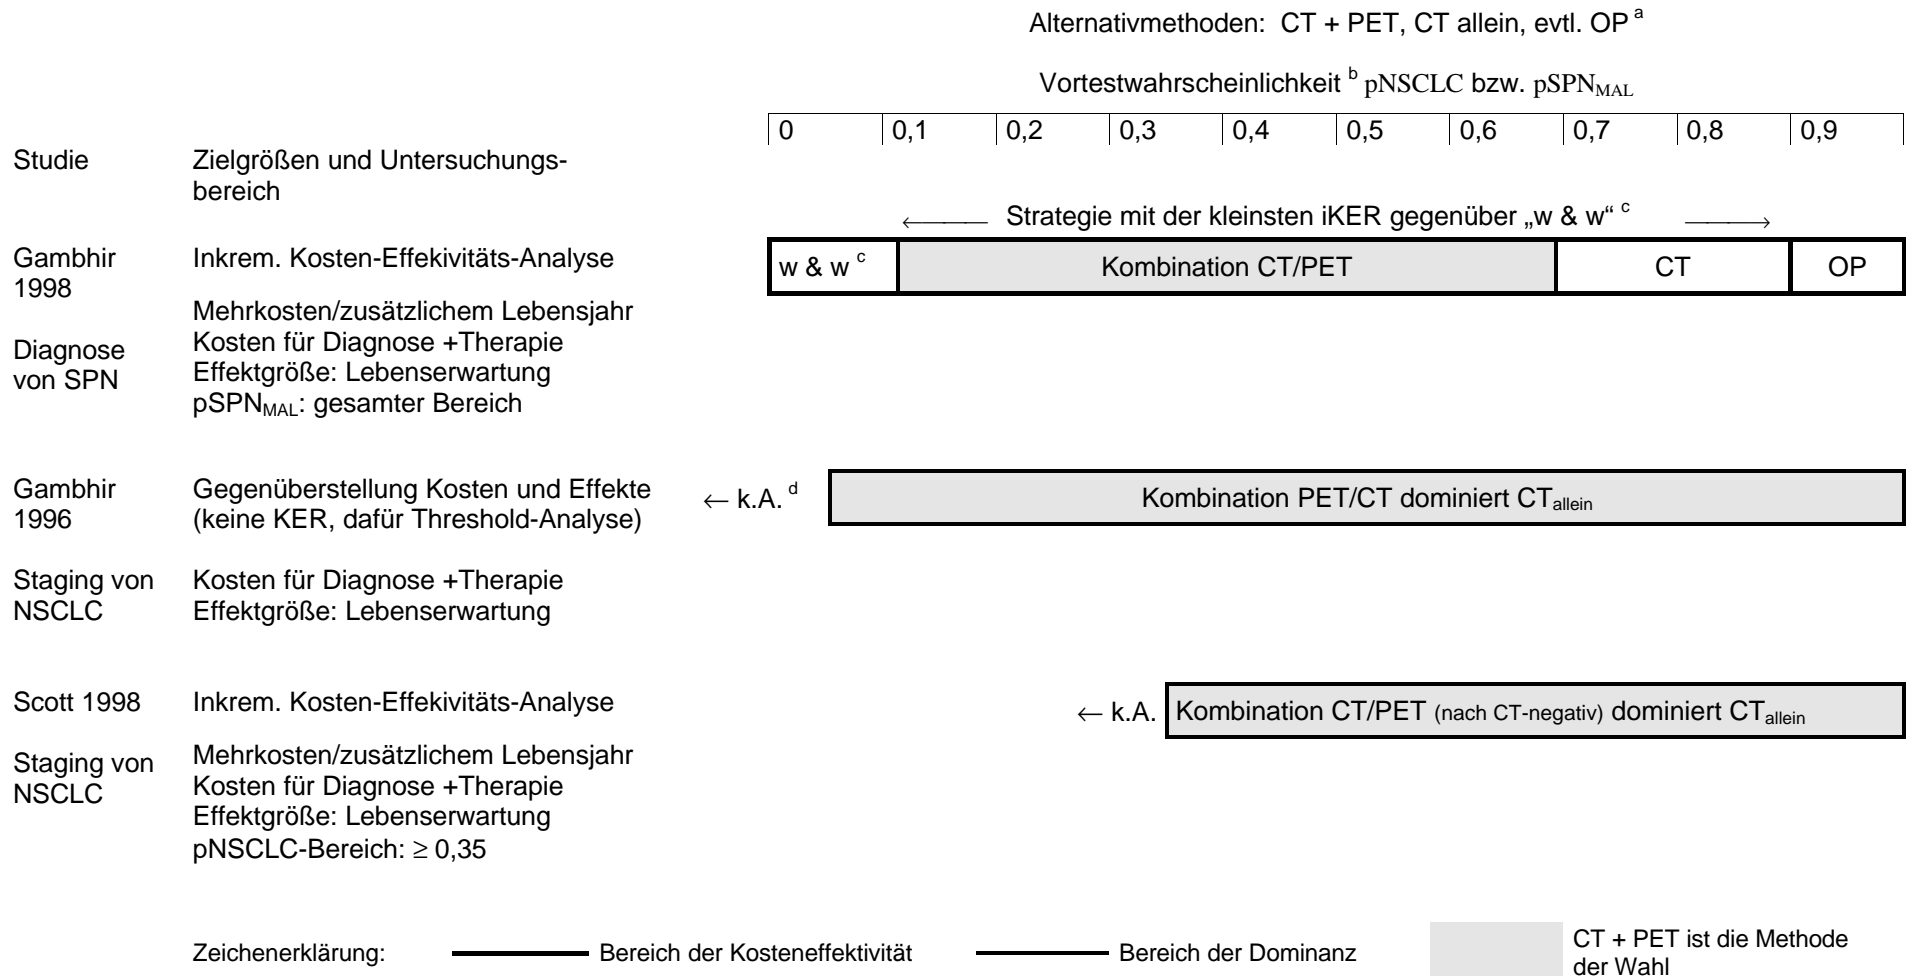 Alternativmethoden: CT + PET, CT allein, evtl. OP a
Vortestwahrscheinlichkeit b pNSCLC bzw. pSPNMAL
0 0,1 0,2 0,3 0,4 0,5 0,6 0,7 0,8 0,9
Studie
Zielgrößen und Untersuchungs-
bereich
← Strategie mit der kleinsten iKER gegenüber „w & w“ c →
Gambhir
1998
Diagnose
von SPN
Inkrem. Kosten-Effekivitäts-Analyse
Mehrkosten/zusätzlichem Lebensjahr
Kosten für Diagnose +Therapie
Effektgröße: Lebenserwartung
pSPNMAL: gesamter Bereich
w & w c
Kombination CT/PET
CT
OP
Gambhir
1996
Staging von
NSCLC
Gegenüberstellung Kosten und Effekte
(keine KER, dafür Threshold-Analyse)
Kosten für Diagnose +Therapie
Effektgröße: Lebenserwartung
← k.A. d
Kombination PET/CT dominiert CTallein
Scott 1998
Staging von
NSCLC
Inkrem. Kosten-Effekivitäts-Analyse
Mehrkosten/zusätzlichem Lebensjahr
Kosten für Diagnose +Therapie
Effektgröße: Lebenserwartung
pNSCLC-Bereich: ≥ 0,35
← k.A.
Kombination CT/PET (nach CT-negativ) dominiert CTallein
Zeichenerklärung:
Bereich der Kosteneffektivität
Bereich der Dominanz
CT + PET ist die Methode
der Wahl